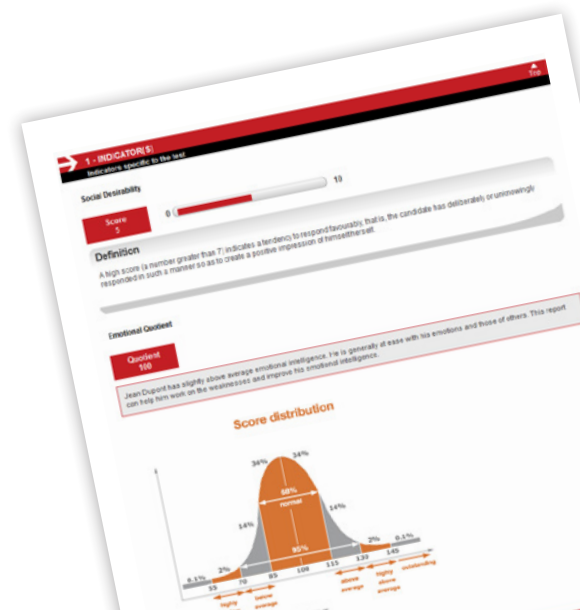 Top
1 - INDICATOR(S)
Indicators specific to the test
Social Desirability
Score
5
0
10
Definition
A high score (a number greater than 7) indicates a tendency to respond favourably, that is, the candidate has deliberately or unknowingly
responded in such a manner so as to create a positive impression of himself/herself.
Emotional Quotient
Quotient
100
Jean Dupont has slightly above average emotional intelligence. He is generally at ease with his emotions and those of others. This report
can help him work on the weaknesses and improve his emotional intelligence.
Score distribution
34% 34%
68%
normal
14% 14%
95%
0.1% 2% 2% 0.1%
55 70 85 100 115 130 145
highly below above highly outstanding
average average above
average